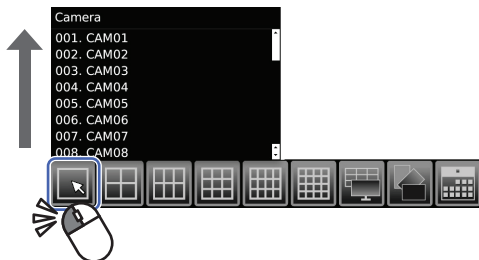 Camera
001. CAM01
002. CAM02
003. CAM03
004. CAM04
005. CAM05
006. CAM06
007. CAM07
008. CAM08